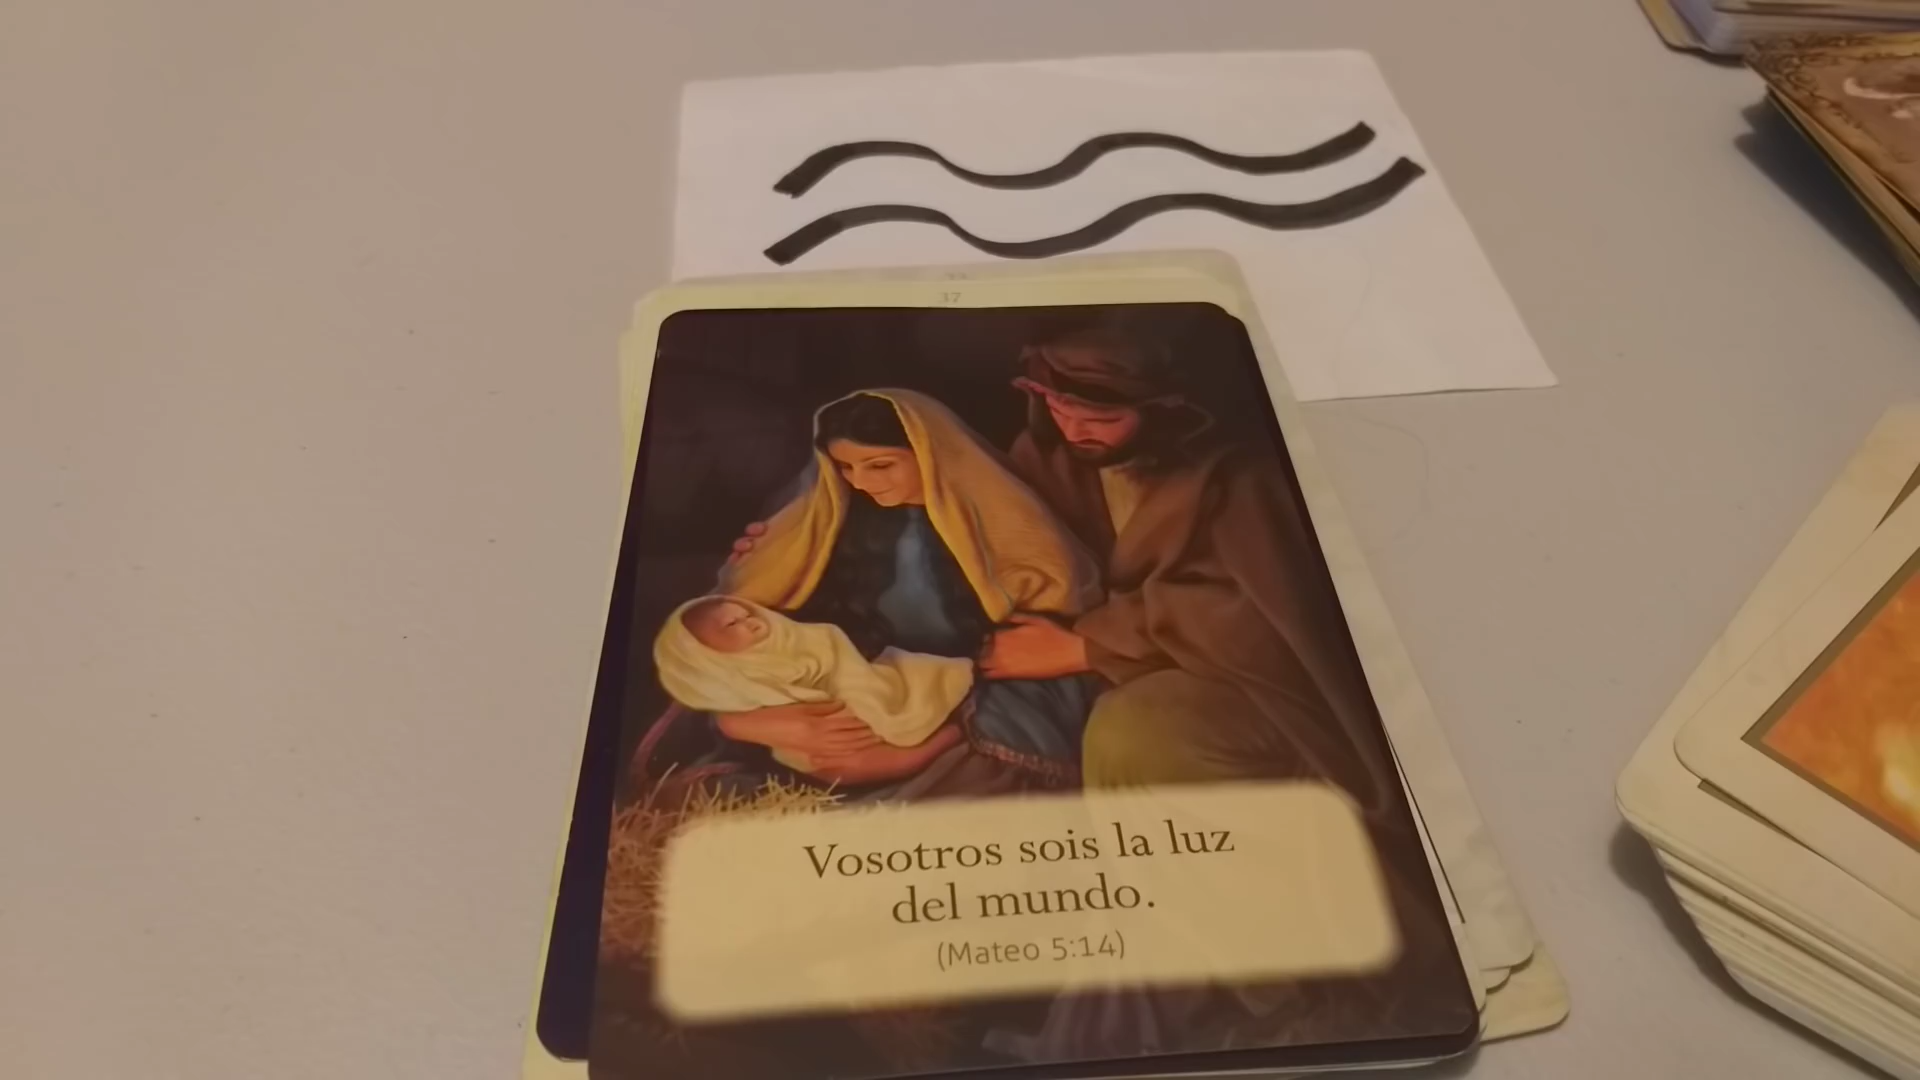 37
Vosotros sois la luz
del mundo.
(Mateo 5:14)